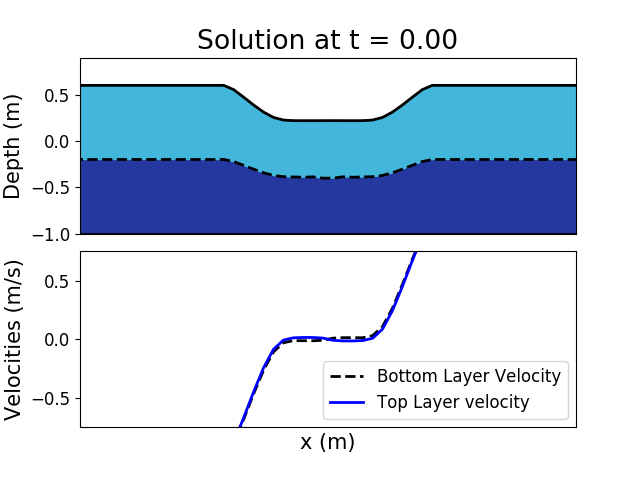 Solution at t = 0.00
Depth (m)
0.5
0.0
−0.5
−1.0
Velocities (m/s)
0.5
0.0
−0.5
Bottom Layer Velocity
Top Layer velocity
x (m)